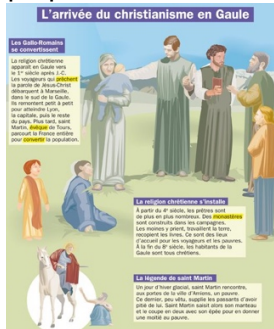 L'arrivée du christianisme en Gaule
Les Gallo-Romains
se convertissent
La religion chrétienne
apparaît en Gaule vers
le 1er siècle après J.-C.
Les voyageurs qui prêchent
la parole de Jésus-Christ
débarquent à Marseille,
dans le sud de la Gaule.
Ils remontent petit à petit
pour atteindre Lyon,
la capitale, puis le reste
du pays. Plus tard, saint
Martin, évêque de Tours,
parcourt la France entière
pour convertir la population.
La religion chrétienne s'installe
À partir du 4e siècle, les prêtres sont
de plus en plus nombreux. Des monastères
sont construits dans les campagnes.
Les moines y prient, travaillent la terre,
recopient les livres. Ce sont des lieux
d'accueil pour les voyageurs et les pauvres.
À la fin du 8e siècle, les habitants de la
Gaule sont tous chrétiens.
La légende de saint Martin
Un jour d'hiver glacial, saint Martin rencontre,
aux portes de la ville d'Amiens, un pauvre.
Ce dernier, peu vêtu, supplie les passants d'avoir
pitié de lui. Saint Martin saisit alors son manteau
et le coupe en deux avec son épée pour en donner
une moitié au pauvre.